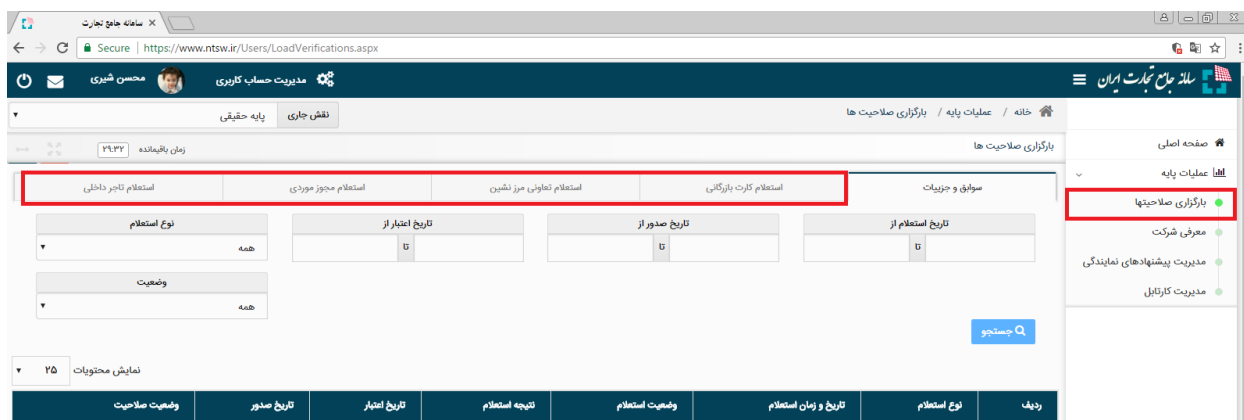 سامانه جامع تجارت
Secure | https://www.ntsw.ir/Users/LoadVerifications.aspx
سامانه جامع تجارت ایران
مدیریت حساب کاربری
محسن شیری
خانه / عملیات پایه / بارگزاری صلاحیت ها
نقش جاری
پایه حقیقی
صفحه اصلی
عملیات پایه
بارگزاری صلاحیتها
معرفی شرکت
مدیریت پیشنهادهای نمایندگی
مدیریت کارتابل
بارگزاری صلاحیت ها
زمان باقیمانده ۲۹:۳۲
سوابق و جزییات
استعلام کارت بازرگانی
استعلام تعاونی مرز نشین
استعلام مجوز موردی
استعلام تاجر داخلی
تاریخ استعلام از
تاریخ صدور از
تاریخ اعتبار از
نوع استعلام
تا
تا
تا
همه
وضعیت
همه
جستجو
نمایش محتویات ۲۵
ردیف
نوع استعلام
تاریخ و زمان استعلام
وضعیت استعلام
نتیجه استعلام
تاریخ اعتبار
تاریخ صدور
وضعیت صلاحیت